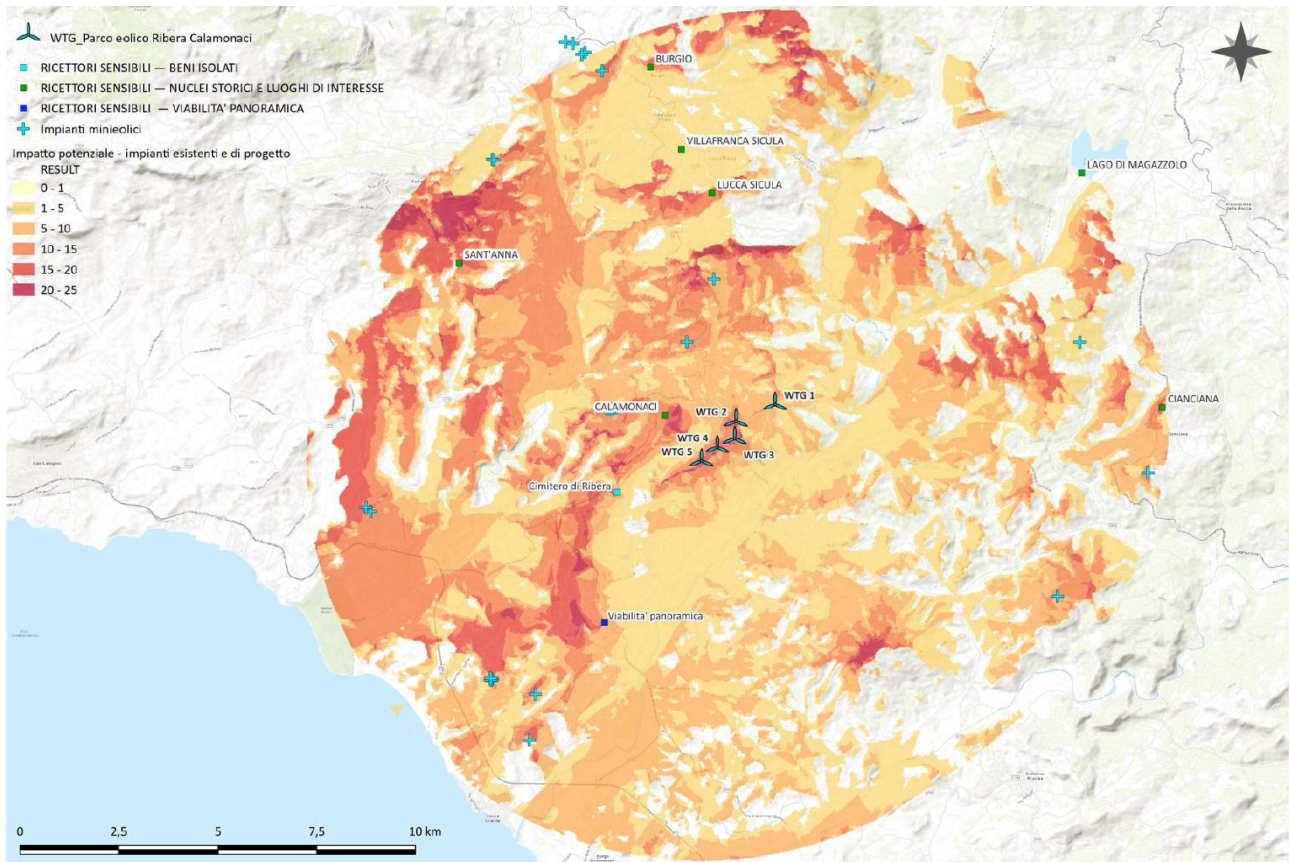 WTG_Parco eolico Ribera Calamonaci
RICETTORI SENSIBILI — BENI ISOLATI
RICETTORI SENSIBILI — NUCLEI STORICI E LUOGHI DI INTERESSE
RICETTORI SENSIBILI — VIABILITA' PANORAMICA
Impianti minieolici
Impatto potenziale - impianti esistenti e di progetto
RESULT
0 - 1
1 - 5
5 - 10
10 - 15
15 - 20
20 - 25
BURGIO
VILLAFRANCA SICULA
LAGO DI MAGAZZOLO
LUCCA SICULA
SANT'ANNA
WTG 1
CALAMONACI
WTG 2
CIANCIANA
WTG 4
WTG 5
WTG 3
Cimitero di Ribera
Viabilita' panoramica
0 2,5 5 7,5 10 km